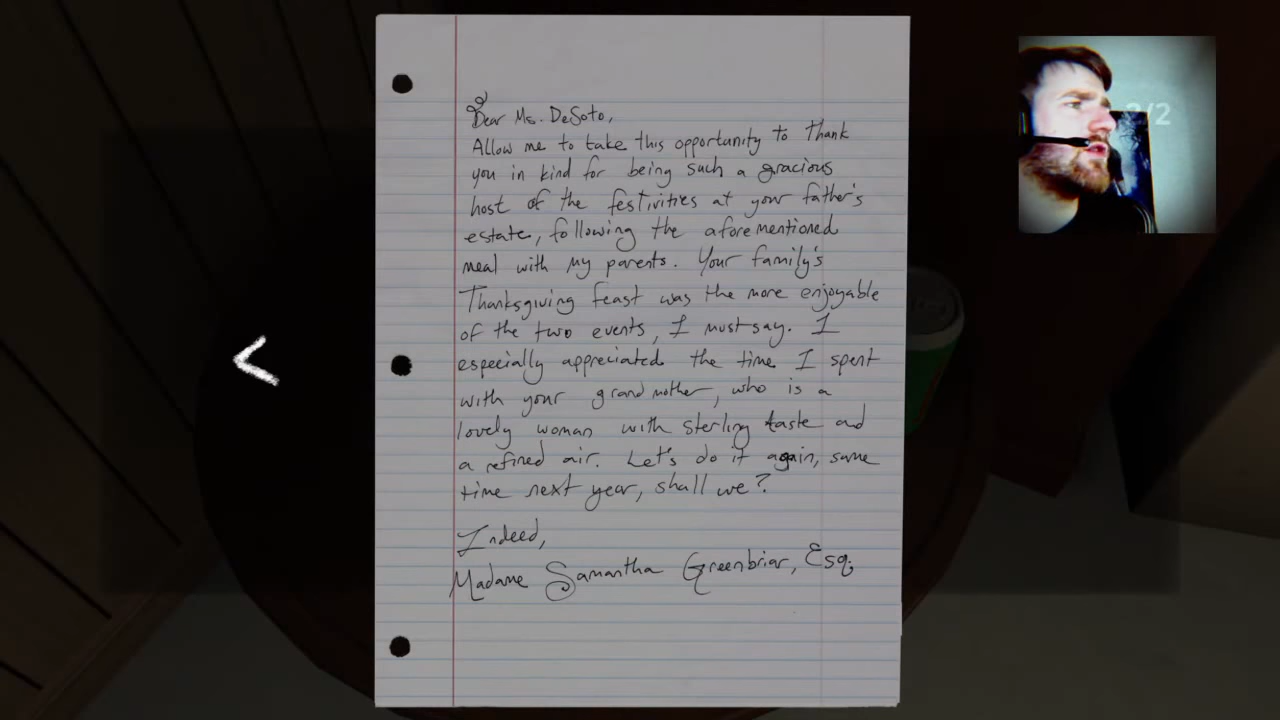 Dear Ms. DeSoto,
Allow me to take this opportunity to thank
you in kind for being such a gracious
host of the festivities at your father's
estate, following the aforementioned
meal with my parents. Your family's
Thanksgiving feast was the more enjoyable
of the two events, I must say. I
especially appreciated the time I spent
with your grandmother, who is a
lovely woman with sterling taste and
a refined air. Let's do it again, same
time next year, shall we?
Indeed,
Madame Samantha Greenbriar, Esq.
2/2